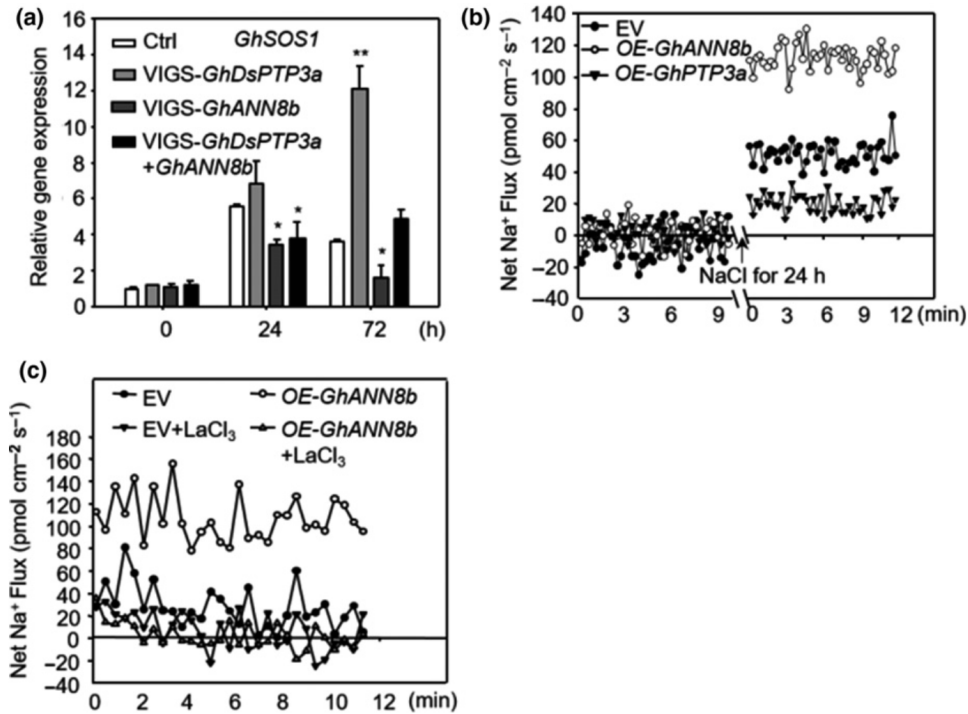 (a)
Relative gene expression
16
14
12
10
8
6
4
2
0
Ctrl
GhSOS1
VIGS-GhDsPTP3a
VIGS-GhANN8b
VIGS-GhDsPTP3a
+GhANN8b
**
*
*
*
0
24
72
(h)
(b)
Net Na⁺ Flux (pmol cm⁻² s⁻¹)
140
120
100
80
60
40
20
0
−20
−40
EV
OE-GhANN8b
OE-GhPTP3a
NaCl for 24 h
0
3
6
9
0
3
6
9
12
(min)
(c)
Net Na⁺ Flux (pmol cm⁻² s⁻¹)
EV
OE-GhANN8b
EV+LaCl₃
OE-GhANN8b
+LaCl₃
180
160
140
120
100
80
60
40
20
0
−20
−40
0
2
4
6
8
10
12
(min)